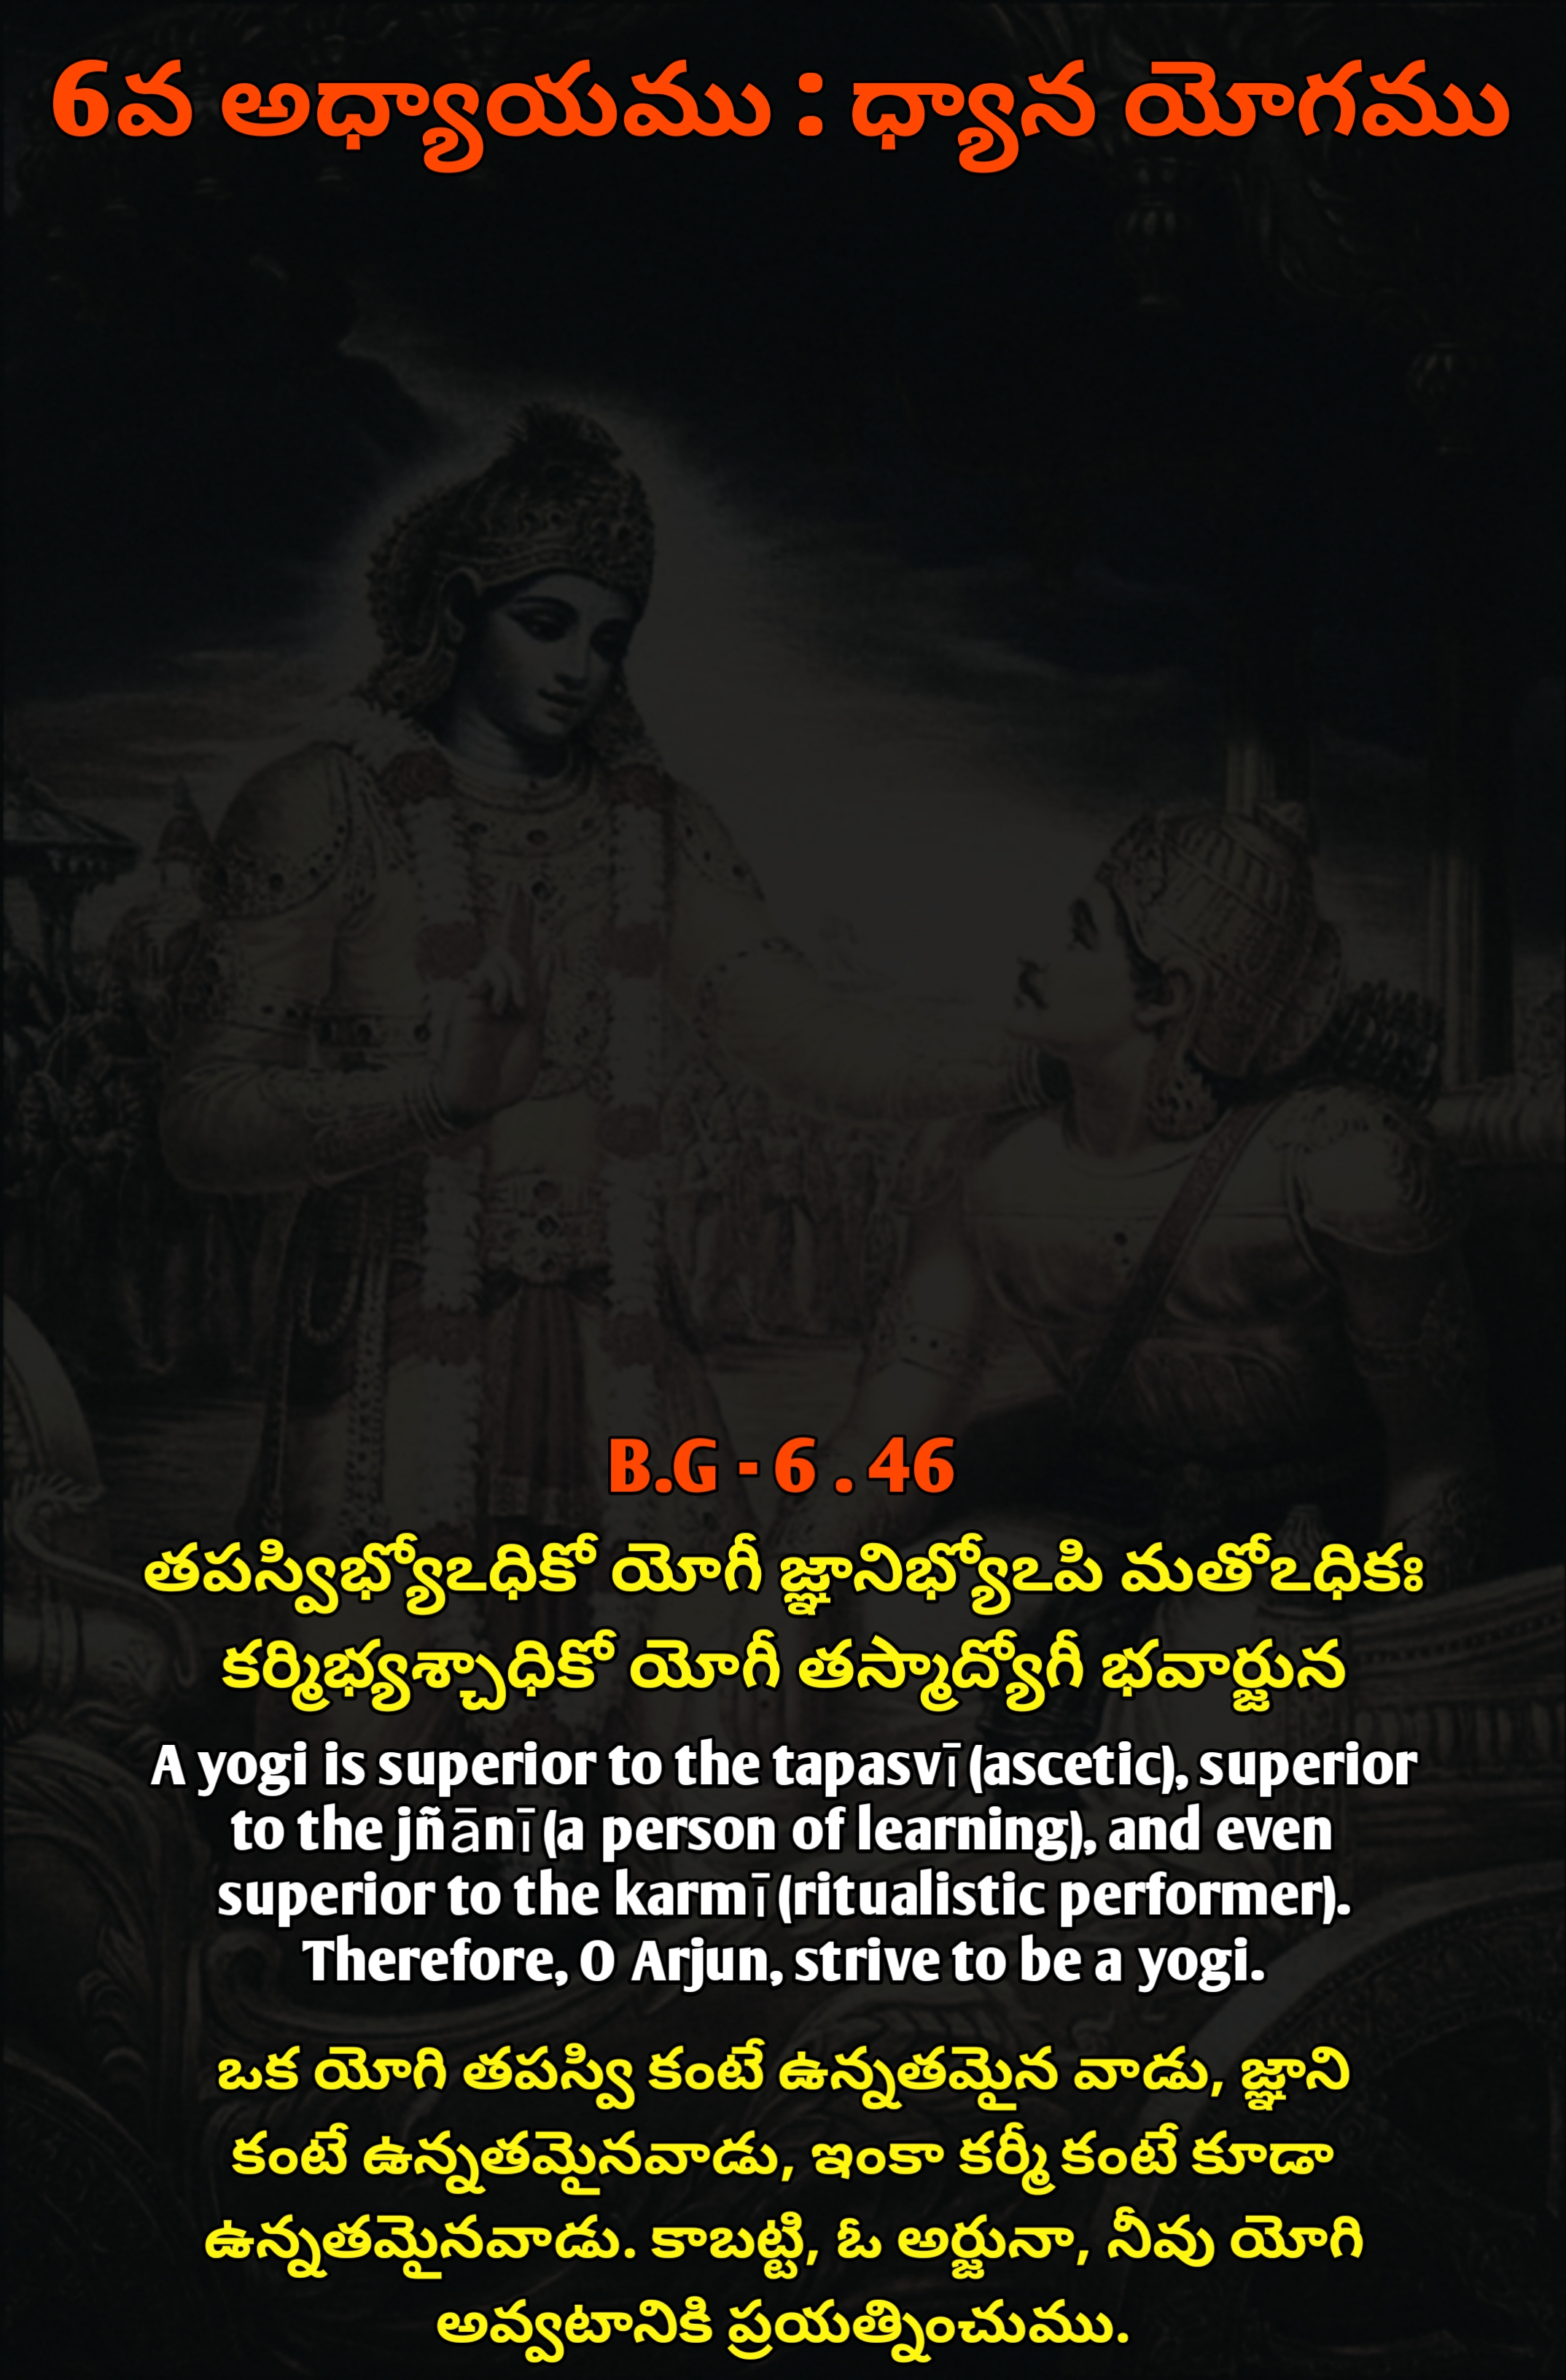 6వ అధ్యాయము : ధ్యాన యోగము
B.G - 6 . 46
తపస్విభ్యోఽధికో యోగీ జ్ఞానిభ్యోఽపి మతోఽధికః
కర్మిభ్యశ్చాధికో యోగీ తస్మాద్యోగీ భవార్జున
A yogi is superior to the tapasvī (ascetic), superior
to the jñānī (a person of learning), and even
superior to the karmī (ritualistic performer).
Therefore, O Arjun, strive to be a yogi.
ఒక యోగి తపస్వి కంటే ఉన్నతమైన వాడు, జ్ఞాని
కంటే ఉన్నతమైనవాడు, ఇంకా కర్మీ కంటే కూడా
ఉన్నతమైనవాడు. కాబట్టి, ఓ అర్జునా, నీవు యోగి
అవ్వటానికి ప్రయత్నించుము.